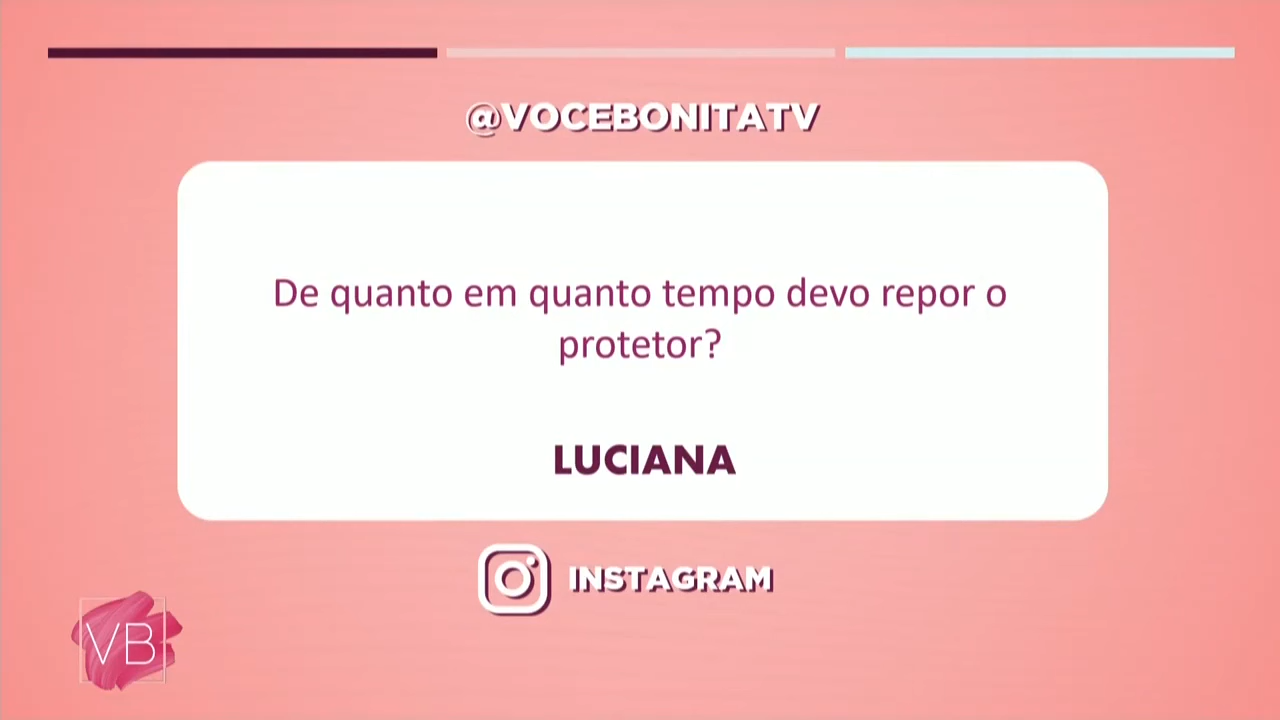 @VOCEBONITATV
De quanto em quanto tempo devo repor o
protetor?
LUCIANA
INSTAGRAM
VB